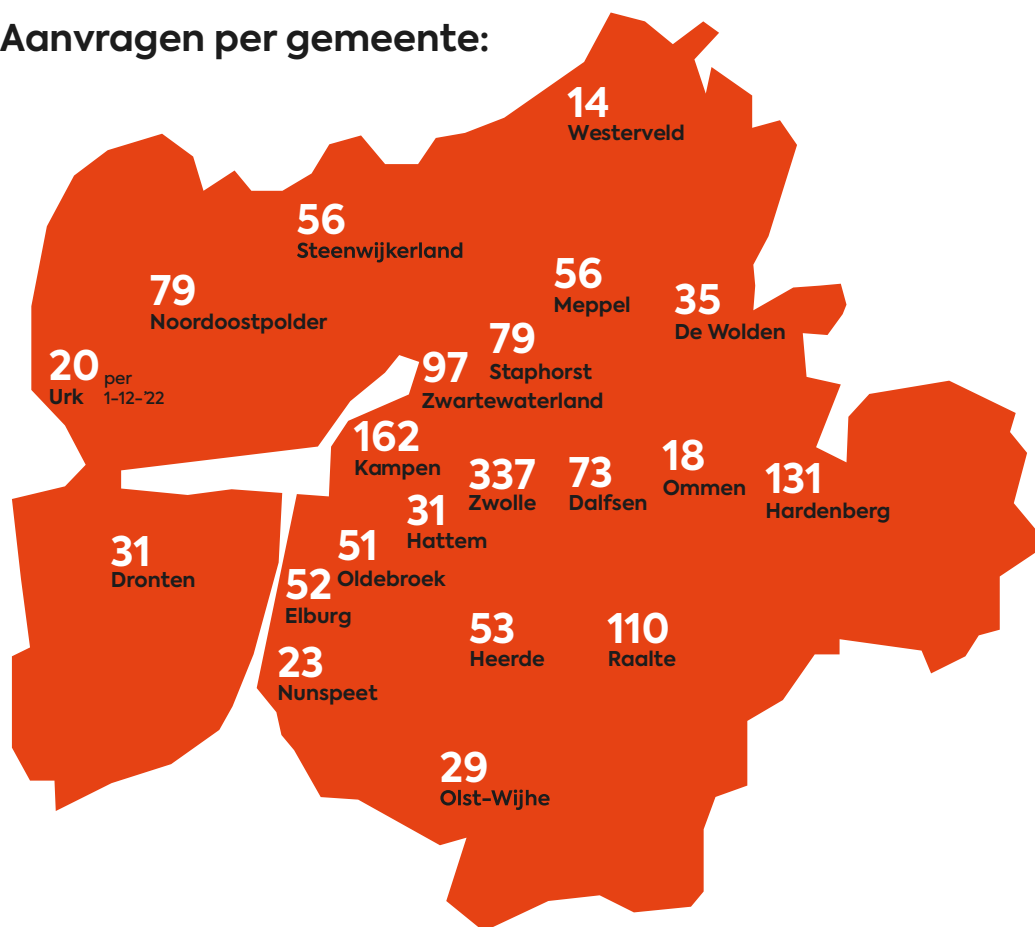 Aanvragen per gemeente:
14
Westerveld
56
Steenwijkerland
56
Meppel
79
Noordoostpolder
35
De Wolden
79
Staphorst
20 per
Urk 1-12-'22
97
Zwartewaterland
162
Kampen
337
Zwolle
73
Dalfsen
18
Ommen
131
Hardenberg
31
Hattem
51
Oldebroek
31
Dronten
52
Elburg
53
Heerde
110
Raalte
23
Nunspeet
29
Olst-Wijhe